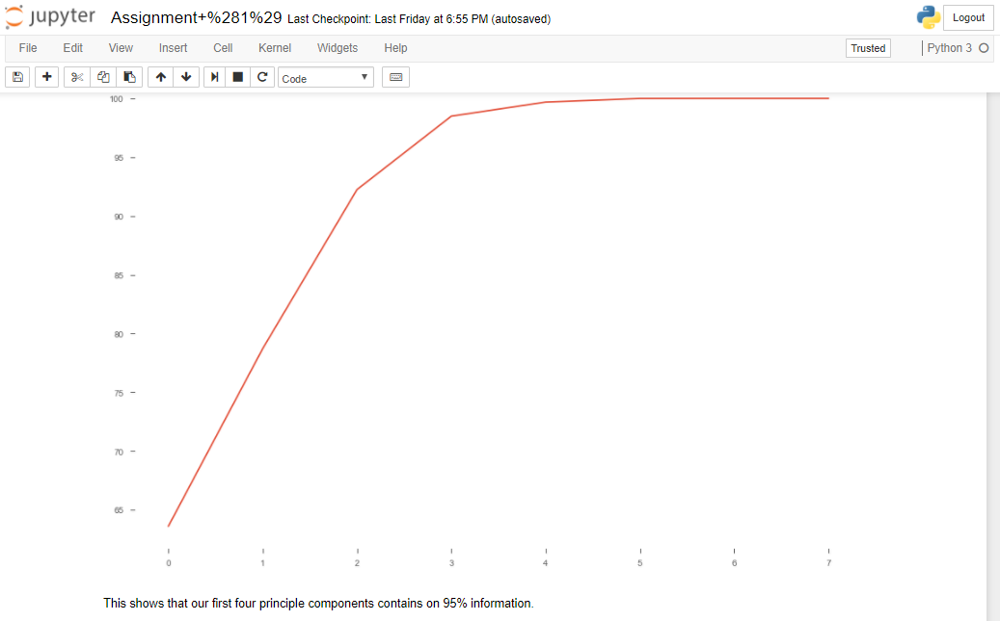 jupyter Assignment+%281%29 Last Checkpoint: Last Friday at 6:55 PM (autosaved) Logout
File Edit View Insert Cell Kernel Widgets Help Trusted Python 3
Code
100
95
90
85
80
75
70
65
0 1 2 3 4 5 6 7
This shows that our first four principle components contains on 95% information.